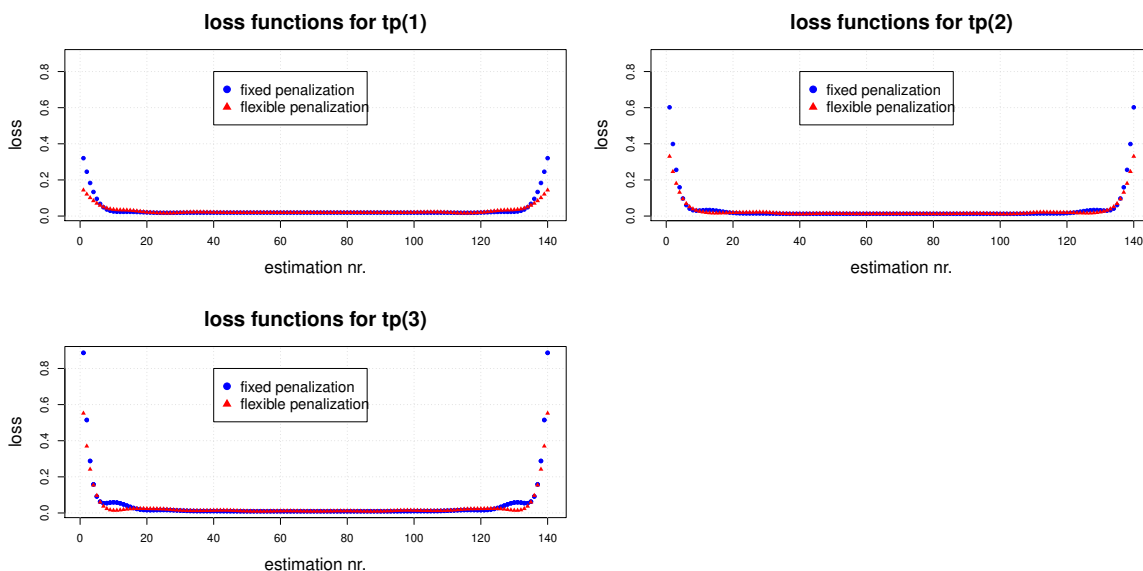 loss functions for tp(1)
loss
0.0
0.2
0.4
0.6
0.8
fixed penalization
flexible penalization
0 20 40 60 80 100 120 140
estimation nr.
loss functions for tp(2)
loss
0.0
0.2
0.4
0.6
0.8
fixed penalization
flexible penalization
0 20 40 60 80 100 120 140
estimation nr.
loss functions for tp(3)
loss
0.0
0.2
0.4
0.6
0.8
fixed penalization
flexible penalization
0 20 40 60 80 100 120 140
estimation nr.